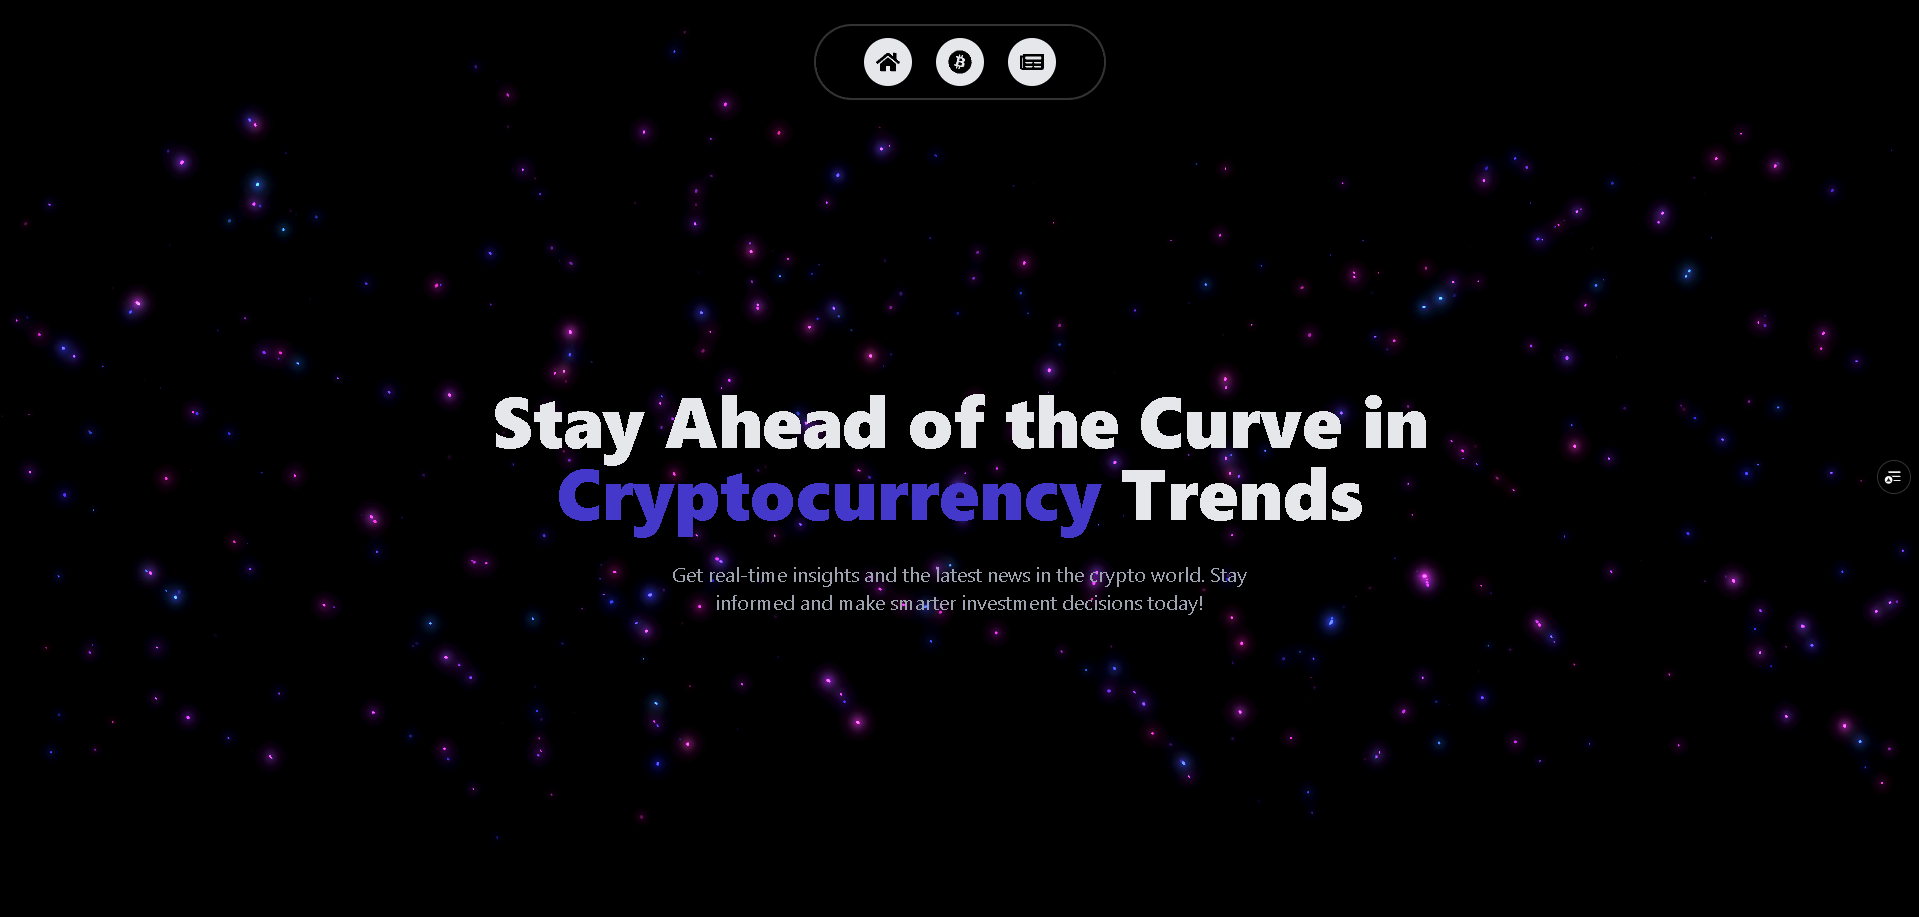 Stay Ahead of the Curve in
Cryptocurrency Trends
Get real-time insights and the latest news in the crypto world. Stay
informed and make smarter investment decisions today!